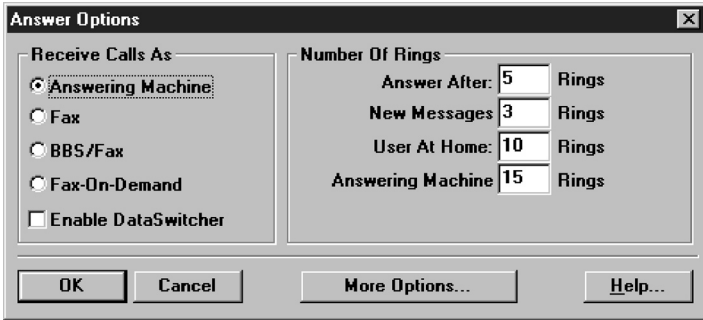 Answer Options
Receive Calls As
Answering Machine
Fax
BBS/Fax
Fax-On-Demand
Enable DataSwitcher
Number Of Rings
Answer After: 5 Rings
New Messages 3 Rings
User At Home: 10 Rings
Answering Machine 15 Rings
OK
Cancel
More Options...
Help...